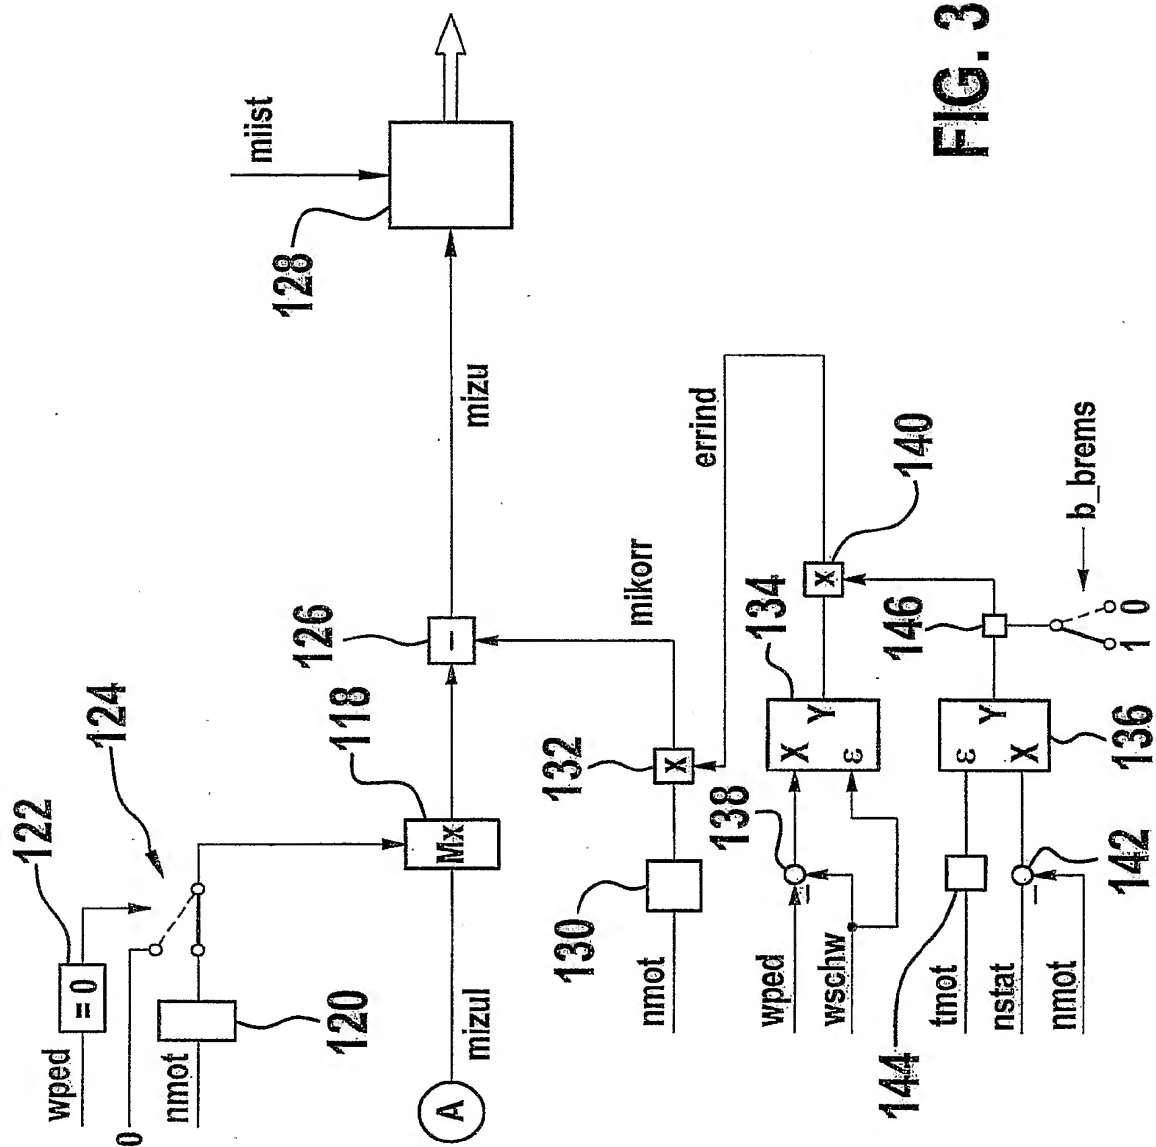 wped
= 0
122
124
0
nmot
120
118
Mx
A
mizul
126
–
mizu
miist
128
FIG. 3
mikorr
130
nmot
132
X
errind
wped
wschw
138
–
X
Y
ε
134
X
140
144
tmot
nstat
nmot
142
–
ε
Y
X
136
146
1 0
b_brems